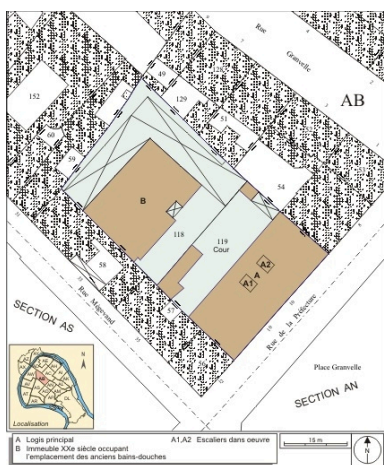 Rue
Granvelle
AB
49
152
129
51
60
59
54
B
118
119
Cour
A2
A
A1
58
57
56
Rue Mégevand
Rue de la Préfecture
SECTION AS
Place Granvelle
SECTION AN
N
Localisation
A Logis principal
B Immeuble XXe siècle occupant
l'emplacement des anciens bains-douches
A1,A2 Escaliers dans oeuvre
15 m
N